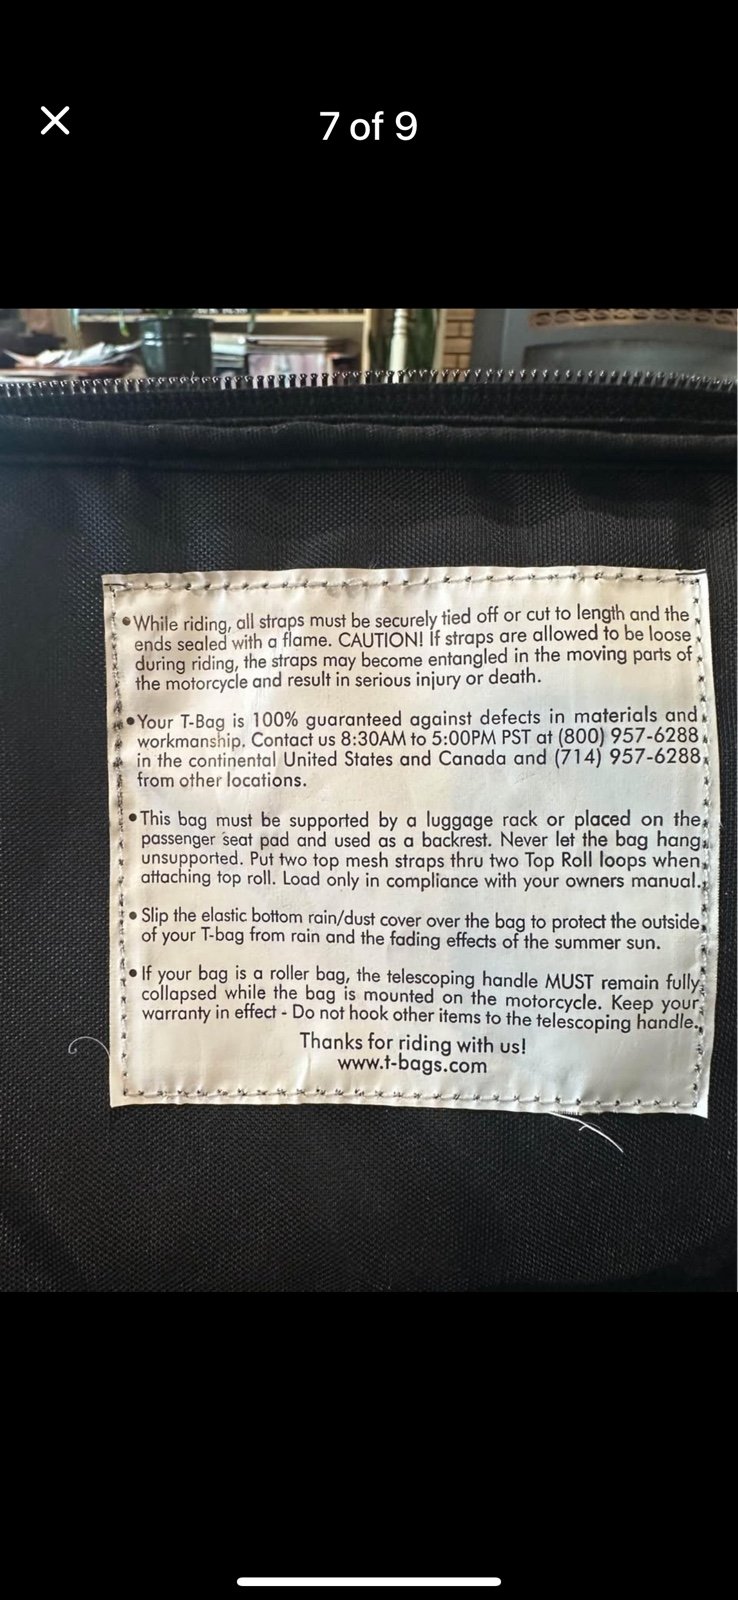 7 of 9
• While riding, all straps must be securely tied off or cut to length and the
ends sealed with a flame. CAUTION! If straps are allowed to be loose
during riding, the straps may become entangled in the moving parts of
the motorcycle and result in serious injury or death.
• Your T-Bag is 100% guaranteed against defects in materials and
workmanship. Contact us 8:30AM to 5:00PM PST at (800) 957-6288
in the continental United States and Canada and (714) 957-6288
from other locations.
• This bag must be supported by a luggage rack or placed on the
passenger seat pad and used as a backrest. Never let the bag hang
unsupported. Put two top mesh straps thru two Top Roll loops when
attaching top roll. Load only in compliance with your owners manual.
• Slip the elastic bottom rain/dust cover over the bag to protect the outside
of your T-bag from rain and the fading effects of the summer sun.
• If your bag is a roller bag, the telescoping handle MUST remain fully
collapsed while the bag is mounted on the motorcycle. Keep your
warranty in effect - Do not hook other items to the telescoping handle.
Thanks for riding with us!
www.t-bags.com